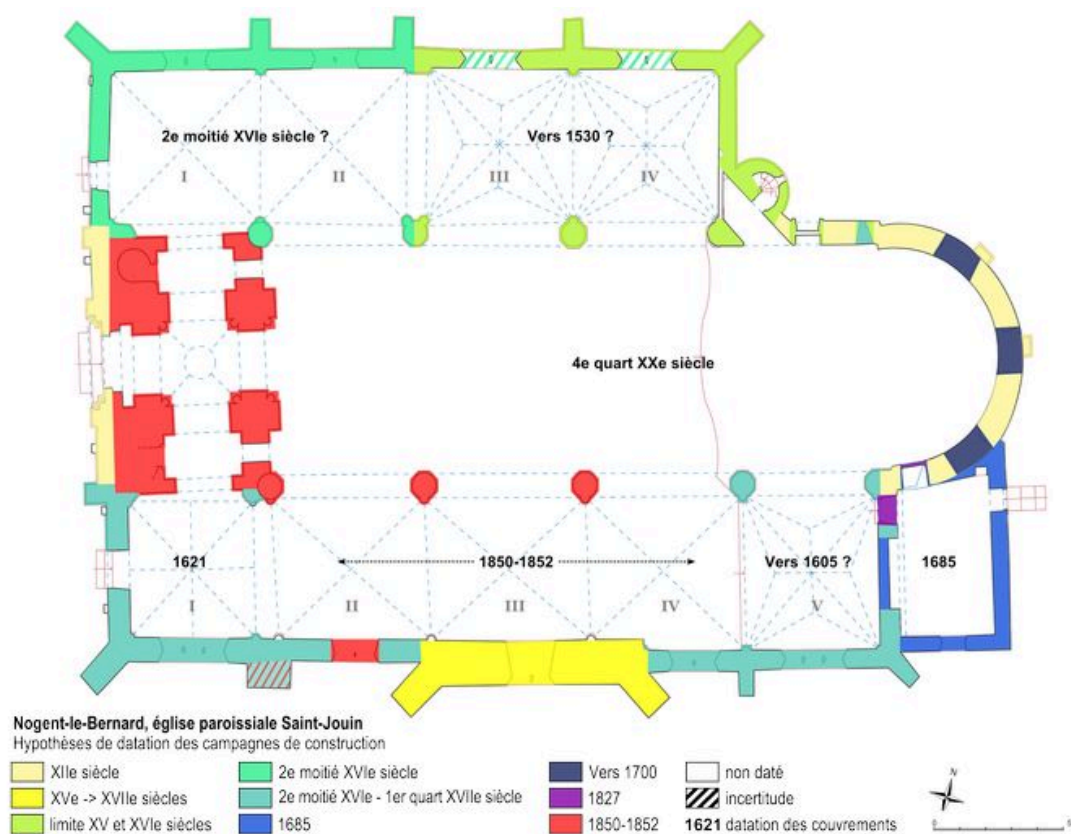 2e moitié XVIe siècle ?
Vers 1530 ?
I
II
III
IV
4e quart XXe siècle
1621
1850-1852
Vers 1605 ?
1685
I
II
III
IV
V
Nogent-le-Bernard, église paroissiale Saint-Jouin
Hypothèses de datation des campagnes de construction
XIIe siècle
2e moitié XVIe siècle
Vers 1700
non daté
XVe -> XVIIe siècles
2e moitié XVIe - 1er quart XVIIe siècle
1827
incertitude
limite XV et XVIe siècles
1685
1850-1852
1621 datation des couvrements
N
0